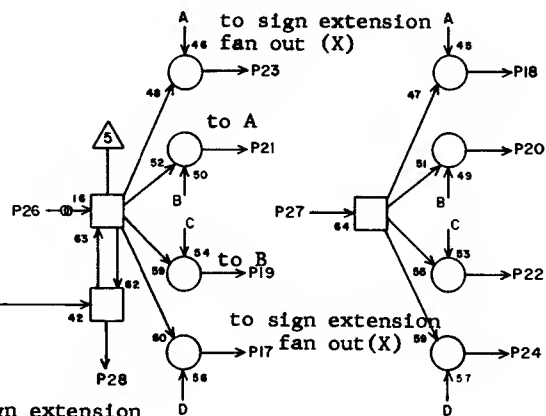 A
to sign extension
fan out (X)
A
46
45
P23
P18
48
47
5
to A
P21
P20
52
50
51
49
16
B
B
P26
P27
64
C
C
63
54
53
59
to B
P19
55
P22
62
42
to sign extension
fan out(X)
60
P17
58
P24
56
57
P28
D
D
gn extension